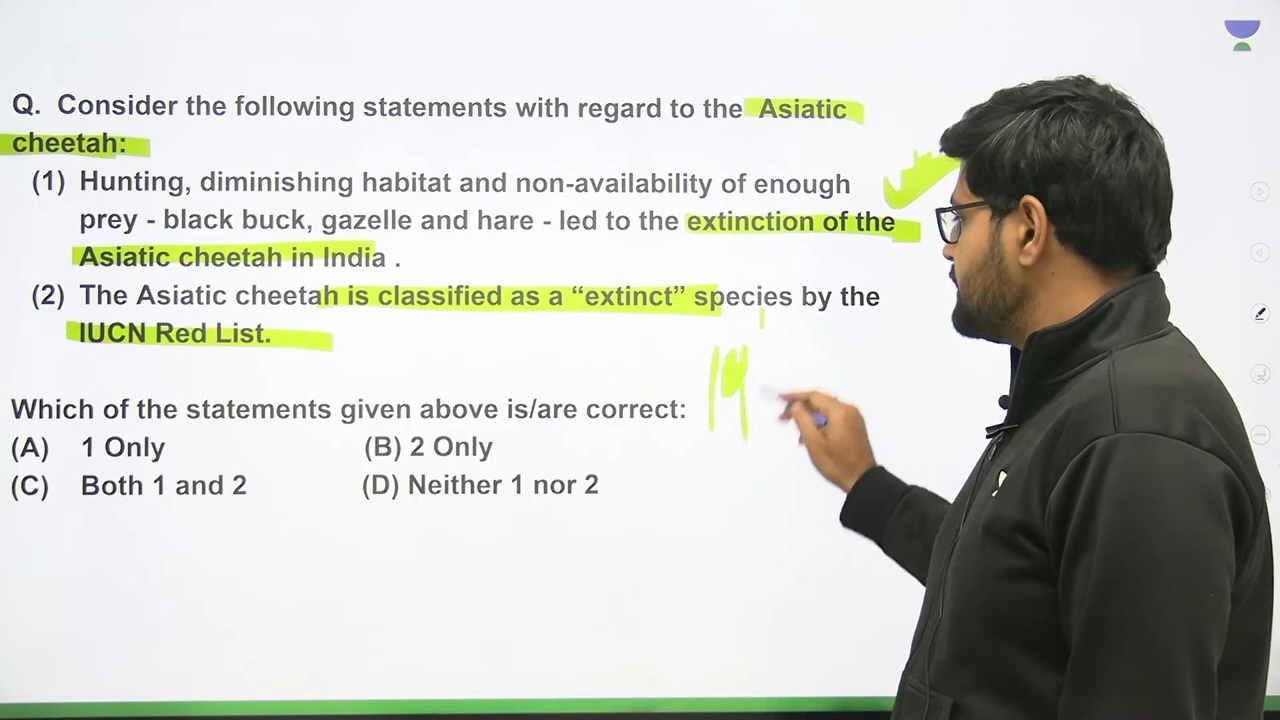 Q. Consider the following statements with regard to the Asiatic
cheetah:
(1) Hunting, diminishing habitat and non-availability of enough
prey - black buck, gazelle and hare - led to the extinction of the
Asiatic cheetah in India .
(2) The Asiatic cheetah is classified as a “extinct” species by the
IUCN Red List.
19
Which of the statements given above is/are correct:
(A) 1 Only (B) 2 Only
(C) Both 1 and 2 (D) Neither 1 nor 2